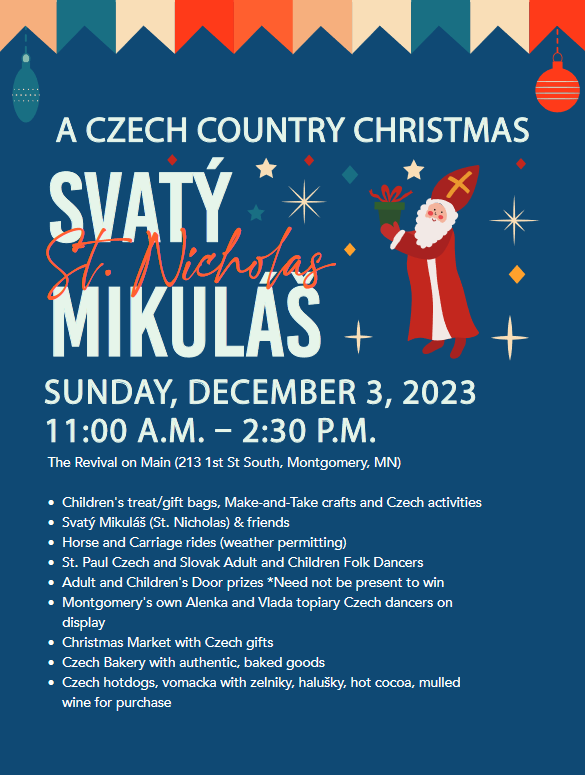 A CZECH COUNTRY CHRISTMAS
SVATÝ
St. Nicholas
MIKULÁŠ
SUNDAY, DECEMBER 3, 2023
11:00 A.M. – 2:30 P.M.
The Revival on Main (213 1st St South, Montgomery, MN)
• Children's treat/gift bags, Make-and-Take crafts and Czech activities
• Svatý Mikuláš (St. Nicholas) & friends
• Horse and Carriage rides (weather permitting)
• St. Paul Czech and Slovak Adult and Children Folk Dancers
• Adult and Children's Door prizes *Need not be present to win
• Montgomery's own Alenka and Vlada topiary Czech dancers on
display
• Christmas Market with Czech gifts
• Czech Bakery with authentic, baked goods
• Czech hotdogs, vomacka with zelniky, halušky, hot cocoa, mulled
wine for purchase